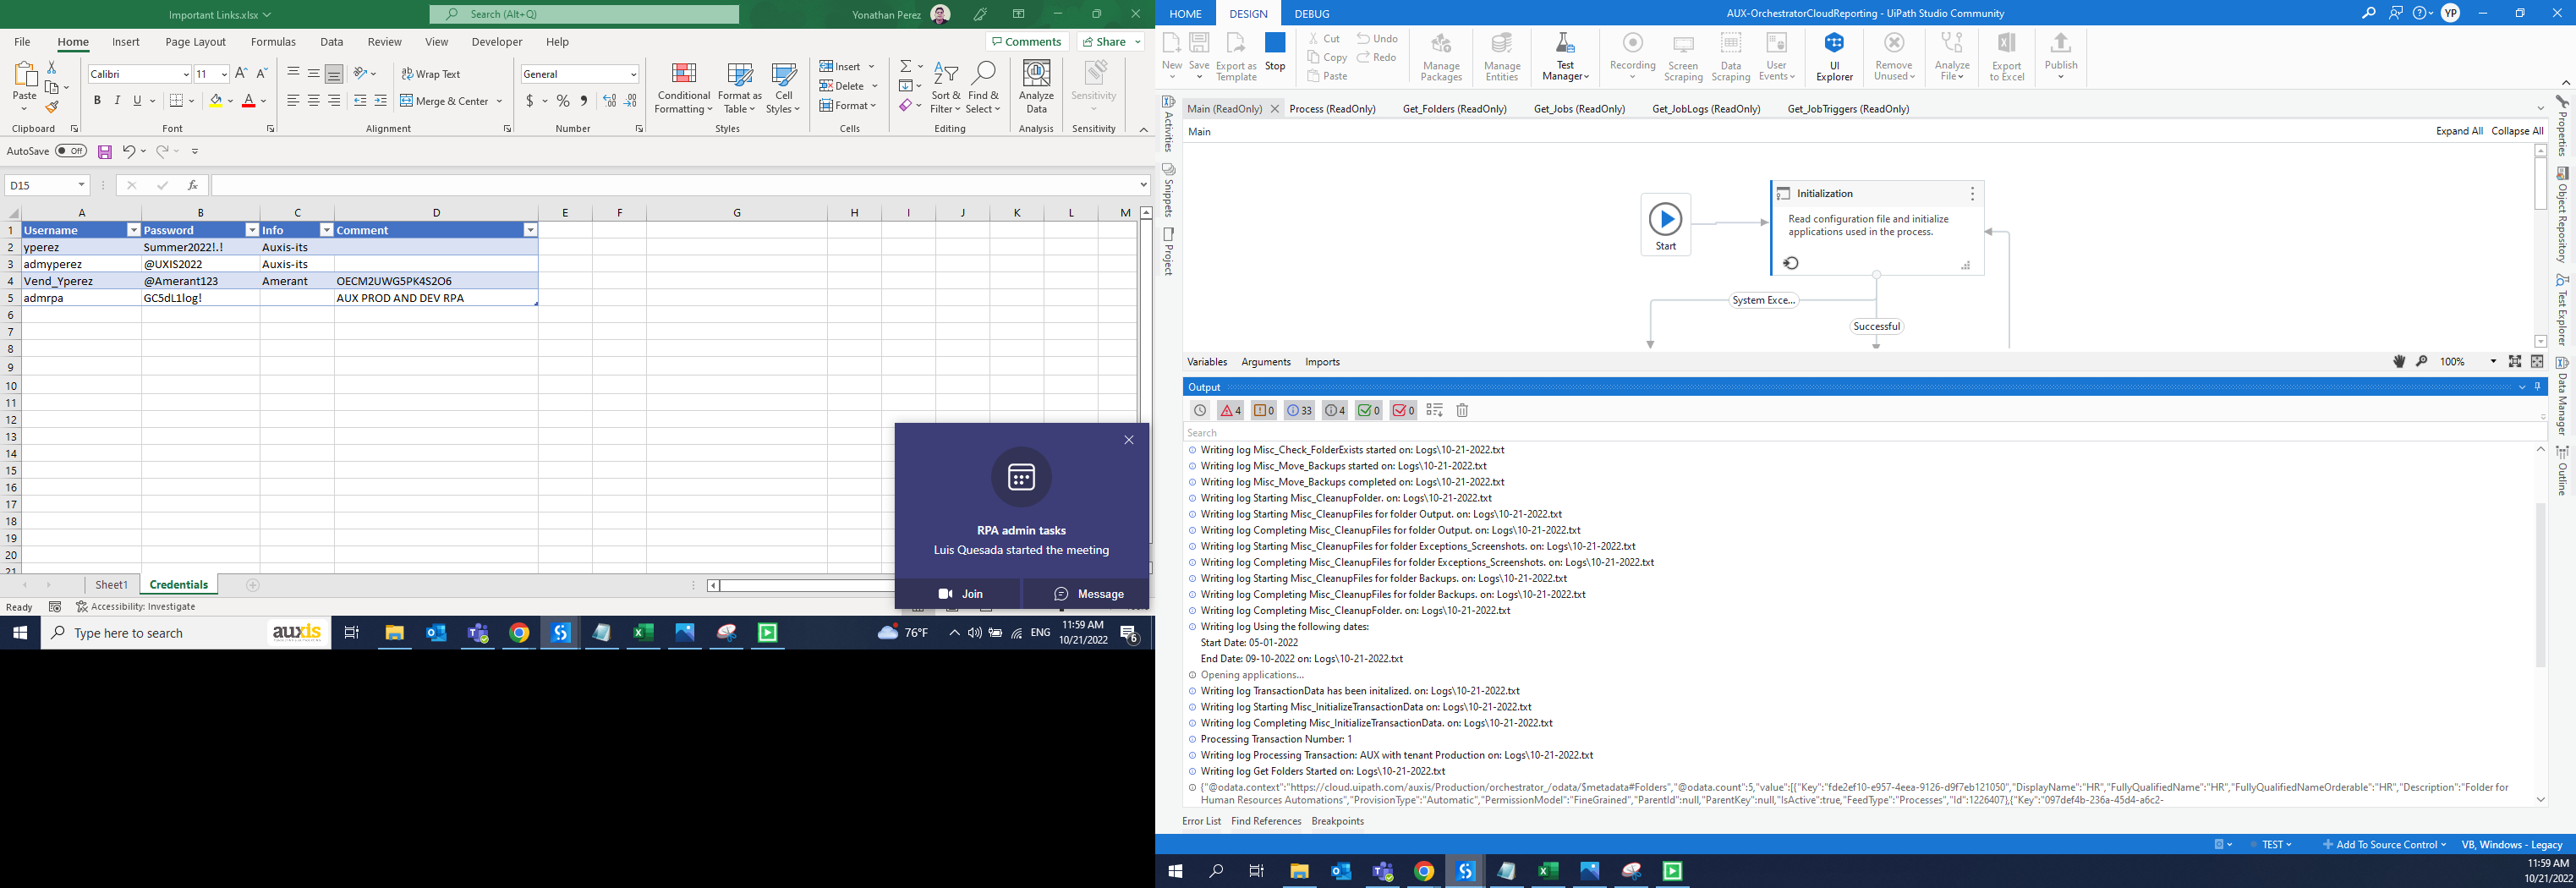 Important Links.xlsx
Search (Alt+Q)
Yonathan Perez
File Home Insert Page Layout Formulas Data Review View Developer Help
Comments Share
Paste
Calibri 11
Wrap Text
General
Insert
B I U
Merge & Center
$ % 9
Delete
Format
Conditional Formatting
Format as Table
Cell Styles
Sort & Filter
Find & Select
Analyze Data
Sensitivity
Clipboard Font Alignment Number Styles Cells Editing Analysis Sensitivity
AutoSave Off
D15 fx
A B C D E F G H I J K L M
1 Username Password Info Comment
2 yperez Summer2022!.! Auxis-its
3 admyperez @UXIS2022 Auxis-its
4 Vend_Yperez @Amerant123 Amerant OECM2UWG5PK4S2O6
5 admrpa GC5dL1log! AUX PROD AND DEV RPA
6
7
8
9
10
11
12
13
14
15
16
17
18
19
20
21
RPA admin tasks
Luis Quesada started the meeting
Join Message
Sheet1 Credentials
Ready Accessibility: Investigate
Type here to search auxis
76°F ENG 11:59 AM
10/21/2022 6
HOME DESIGN DEBUG
AUX-OrchestratorCloudReporting - UiPath Studio Community
YP
New Save Export as Template Stop
Cut Undo
Copy Redo
Paste
Manage Packages
Manage Entities
Test Manager
Recording
Screen Scraping
Data Scraping
User Events
UI Explorer
Remove Unused
Analyze File
Export to Excel
Publish
Main (ReadOnly) Process (ReadOnly) Get_Folders (ReadOnly) Get_Jobs (ReadOnly) Get_JobLogs (ReadOnly) Get_JobTriggers (ReadOnly)
Main Expand All Collapse All
Activities
Snippets
Project
Properties
Object Repository
Test Explorer
Data Manager
Outline
Start
Initialization
Read configuration file and initialize
applications used in the process.
System Exce...
Successful
Variables Arguments Imports 100%
Output
4 0 33 4 0 0
Search
Writing log Misc_Check_FolderExists started on: Logs\10-21-2022.txt
Writing log Misc_Move_Backups started on: Logs\10-21-2022.txt
Writing log Misc_Move_Backups completed on: Logs\10-21-2022.txt
Writing log Starting Misc_CleanupFolder. on: Logs\10-21-2022.txt
Writing log Starting Misc_CleanupFiles for folder Output. on: Logs\10-21-2022.txt
Writing log Completing Misc_CleanupFiles for folder Output. on: Logs\10-21-2022.txt
Writing log Starting Misc_CleanupFiles for folder Exceptions_Screenshots. on: Logs\10-21-2022.txt
Writing log Completing Misc_CleanupFiles for folder Exceptions_Screenshots. on: Logs\10-21-2022.txt
Writing log Starting Misc_CleanupFiles for folder Backups. on: Logs\10-21-2022.txt
Writing log Completing Misc_CleanupFiles for folder Backups. on: Logs\10-21-2022.txt
Writing log Completing Misc_CleanupFolder. on: Logs\10-21-2022.txt
Writing log Using the following dates:
Start Date: 05-01-2022
End Date: 09-10-2022 on: Logs\10-21-2022.txt
Opening applications...
Writing log TransactionData has been initalized. on: Logs\10-21-2022.txt
Writing log Starting Misc_InitializeTransactionData on: Logs\10-21-2022.txt
Writing log Completing Misc_InitializeTransactionData. on: Logs\10-21-2022.txt
Processing Transaction Number: 1
Writing log Processing Transaction: AUX with tenant Production on: Logs\10-21-2022.txt
Writing log Get Folders Started on: Logs\10-21-2022.txt
{"@odata.context":"https://cloud.uipath.com/auxis/Production/orchestrator_/odata/$metadata#Folders","@odata.count":5,"value":[{"Key":"fde2ef10-e957-4eea-9126-d9f7eb121050","DisplayName":"HR","FullyQualifiedName":"HR","FullyQualifiedNameOrderable":"HR","Description":"Folder for
Human Resources Automations","ProvisionType":"Automatic","PermissionModel":"FineGrained","ParentId":null,"ParentKey":null,"IsActive":true,"FeedType":"Processes","Id":1226407},{"Key":"097def4b-236a-45d4-a6c2-
Error List Find References Breakpoints
TEST Add To Source Control VB, Windows - Legacy
11:59 AM
10/21/2022